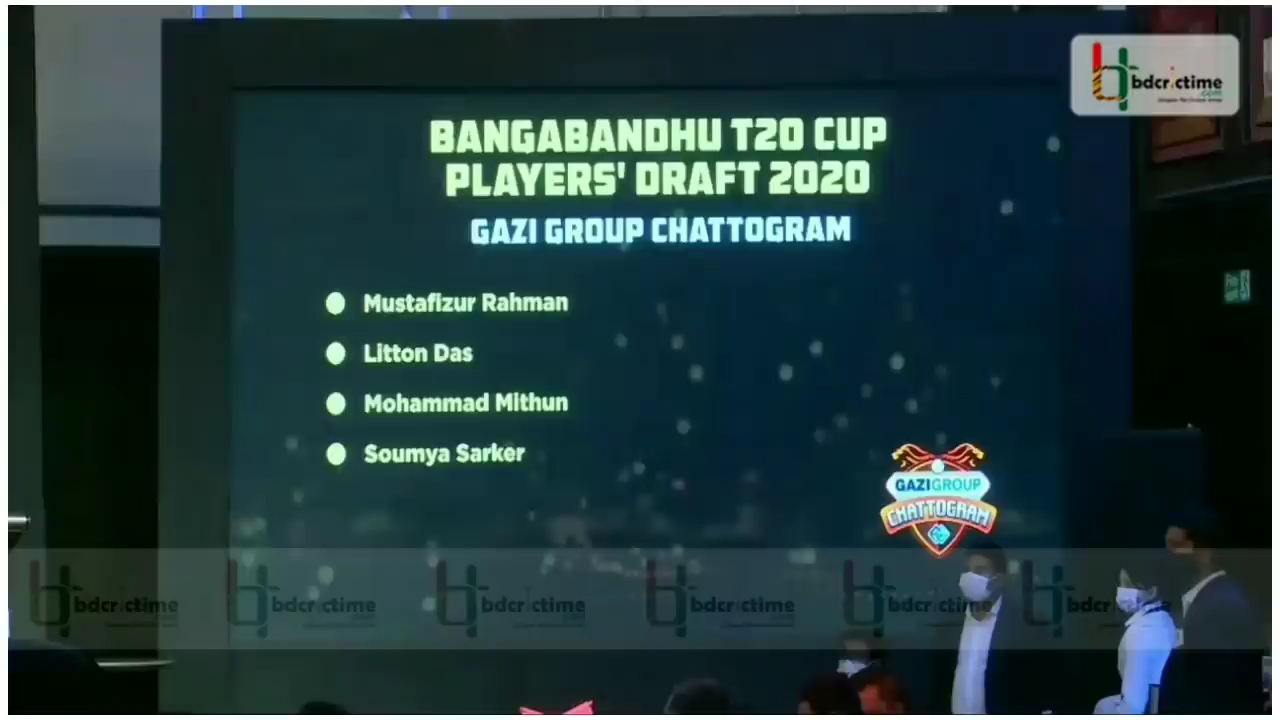 bdcrictime
.com
BANGABANDHU T20 CUP
PLAYERS' DRAFT 2020
GAZI GROUP CHATTOGRAM
Mustafizur Rahman
Litton Das
Mohammad Mithun
Soumya Sarker
GAZI GROUP
CHATTOGRAM
bdcrictime bdcrictime bdcrictime bdcrictime bdcrictime bdcrictime